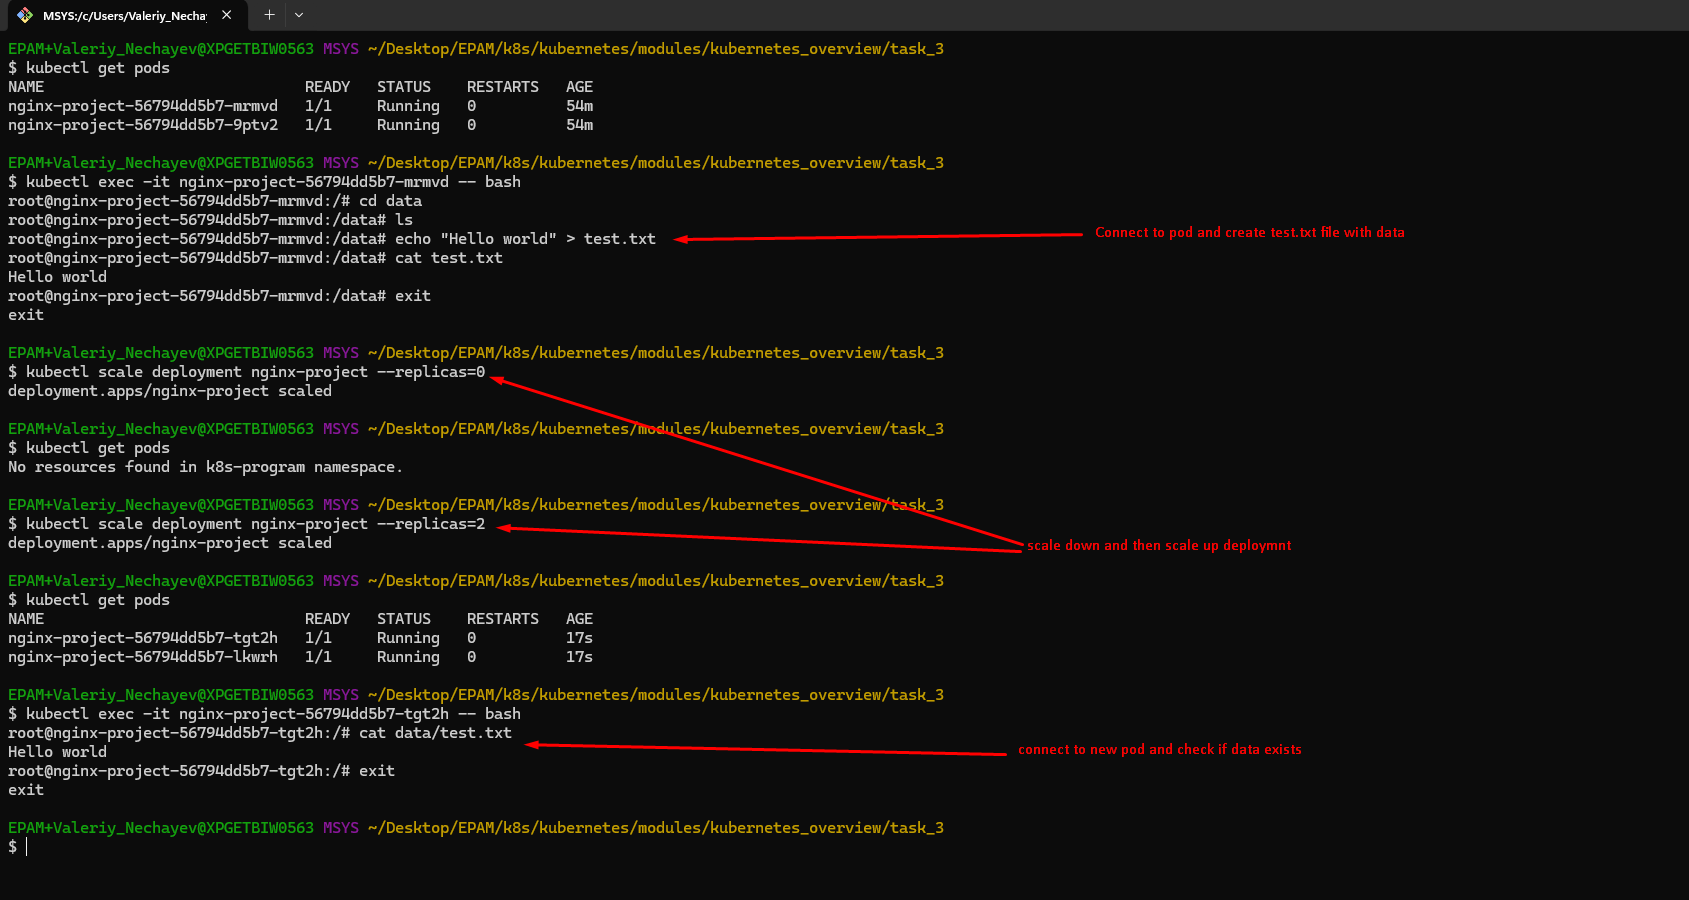 MSYS:/c/Users/Valeriy_Necha
EPAM+Valeriy_Nechayev@XPGETBIW0563 MSYS ~/Desktop/EPAM/k8s/kubernetes/modules/kubernetes_overview/task_3
$ kubectl get pods
NAME READY STATUS RESTARTS AGE
nginx-project-56794dd5b7-mrmvd 1/1 Running 0 54m
nginx-project-56794dd5b7-9ptv2 1/1 Running 0 54m
EPAM+Valeriy_Nechayev@XPGETBIW0563 MSYS ~/Desktop/EPAM/k8s/kubernetes/modules/kubernetes_overview/task_3
$ kubectl exec -it nginx-project-56794dd5b7-mrmvd -- bash
root@nginx-project-56794dd5b7-mrmvd:/# cd data
root@nginx-project-56794dd5b7-mrmvd:/data# ls
root@nginx-project-56794dd5b7-mrmvd:/data# echo "Hello world" > test.txt
Connect to pod and create test.txt file with data
root@nginx-project-56794dd5b7-mrmvd:/data# cat test.txt
Hello world
root@nginx-project-56794dd5b7-mrmvd:/data# exit
exit
EPAM+Valeriy_Nechayev@XPGETBIW0563 MSYS ~/Desktop/EPAM/k8s/kubernetes/modules/kubernetes_overview/task_3
$ kubectl scale deployment nginx-project --replicas=0
deployment.apps/nginx-project scaled
EPAM+Valeriy_Nechayev@XPGETBIW0563 MSYS ~/Desktop/EPAM/k8s/kubernetes/modules/kubernetes_overview/task_3
$ kubectl get pods
No resources found in k8s-program namespace.
EPAM+Valeriy_Nechayev@XPGETBIW0563 MSYS ~/Desktop/EPAM/k8s/kubernetes/modules/kubernetes_overview/task_3
$ kubectl scale deployment nginx-project --replicas=2
deployment.apps/nginx-project scaled
scale down and then scale up deploymnt
EPAM+Valeriy_Nechayev@XPGETBIW0563 MSYS ~/Desktop/EPAM/k8s/kubernetes/modules/kubernetes_overview/task_3
$ kubectl get pods
NAME READY STATUS RESTARTS AGE
nginx-project-56794dd5b7-tgt2h 1/1 Running 0 17s
nginx-project-56794dd5b7-lkwrh 1/1 Running 0 17s
EPAM+Valeriy_Nechayev@XPGETBIW0563 MSYS ~/Desktop/EPAM/k8s/kubernetes/modules/kubernetes_overview/task_3
$ kubectl exec -it nginx-project-56794dd5b7-tgt2h -- bash
root@nginx-project-56794dd5b7-tgt2h:/# cat data/test.txt
Hello world
connect to new pod and check if data exists
root@nginx-project-56794dd5b7-tgt2h:/# exit
exit
EPAM+Valeriy_Nechayev@XPGETBIW0563 MSYS ~/Desktop/EPAM/k8s/kubernetes/modules/kubernetes_overview/task_3
$